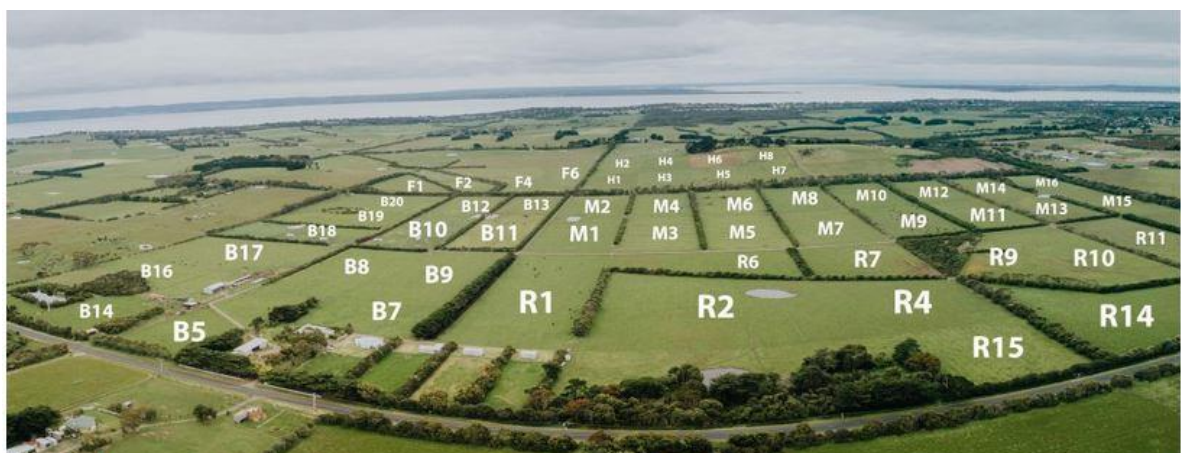 H2 H4 H6 H8
F6 H1 H3 H5 H7
F1 F2 F4 M16
B20 B12 B13 M2 M4 M6 M8 M10 M12 M14 M15
B19 M13
B18 B10 B11 M1 M3 M5 M7 M9 M11
B17 R11
B16 B8 B9 R6 R7 R9 R10
B14 B7 R1 R2 R4 R14
B5 R15